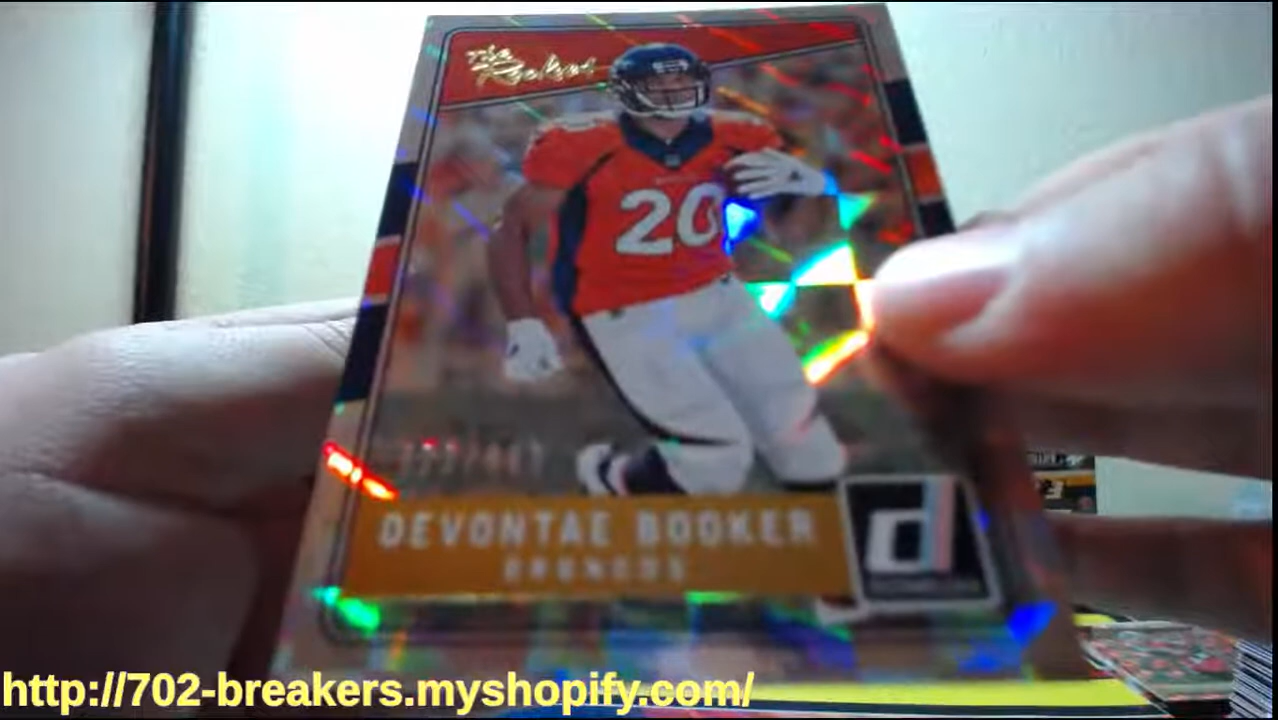 The Rookies
20
DEVONTAE BOOKER
BRONCOS
d
http://702-breakers.myshopify.com/